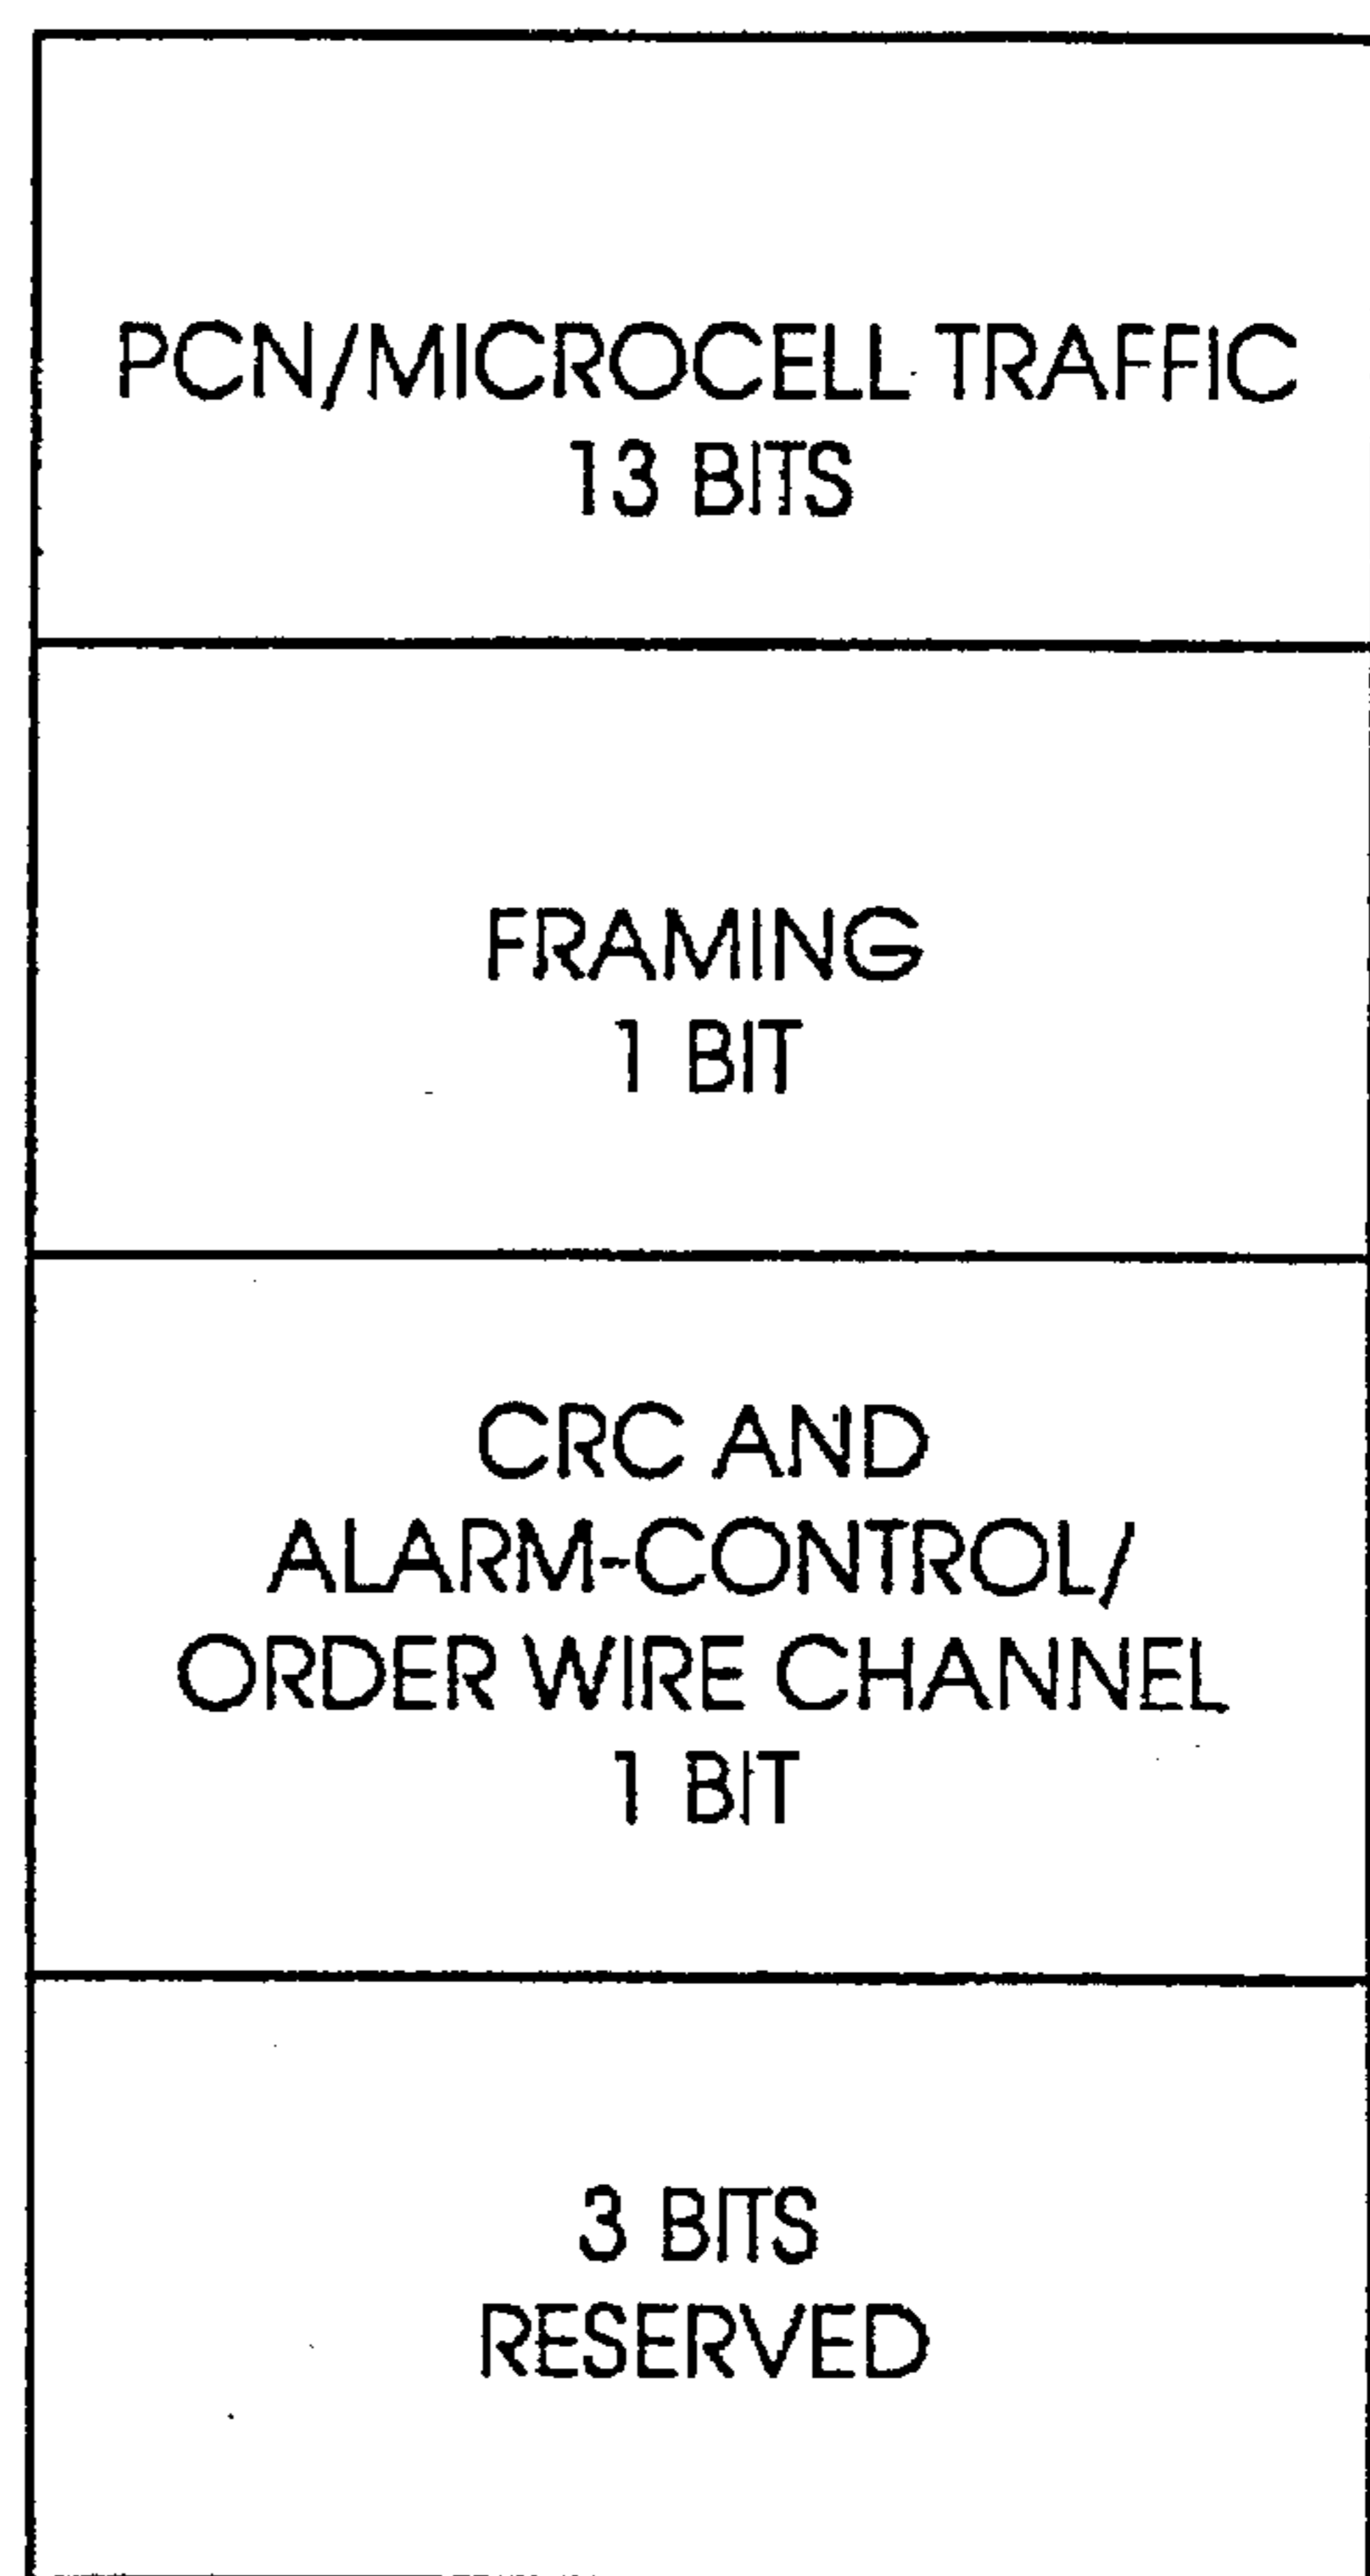 PCN/MICROCELL TRAFFIC
13 BITS
FRAMING
1 BIT
CRC AND
ALARM-CONTROL/
ORDER WIRE CHANNEL
1 BIT
3 BITS
RESERVED